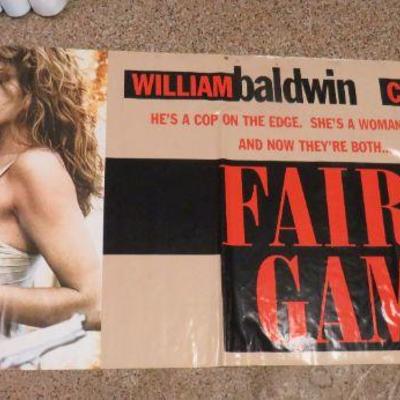 WILLIAM baldwin C
HE'S A COP ON THE EDGE. SHE'S A WOMAN
AND NOW THEY'RE BOTH...
FAIR
GAM